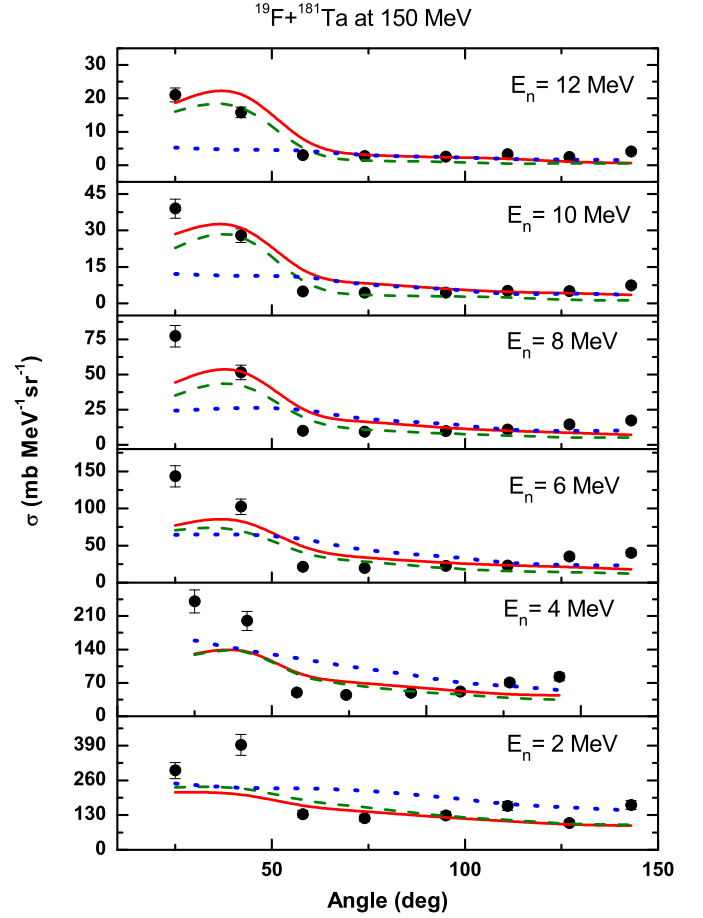 ¹⁹F+¹⁸¹Ta at 150 MeV
30
20
10
0
Eₙ= 12 MeV
45
30
15
0
Eₙ= 10 MeV
75
50
25
0
Eₙ= 8 MeV
150
100
50
0
Eₙ= 6 MeV
210
140
70
0
Eₙ= 4 MeV
390
260
130
0
Eₙ= 2 MeV
σ (mb MeV⁻¹sr⁻¹)
50 100 150
Angle (deg)